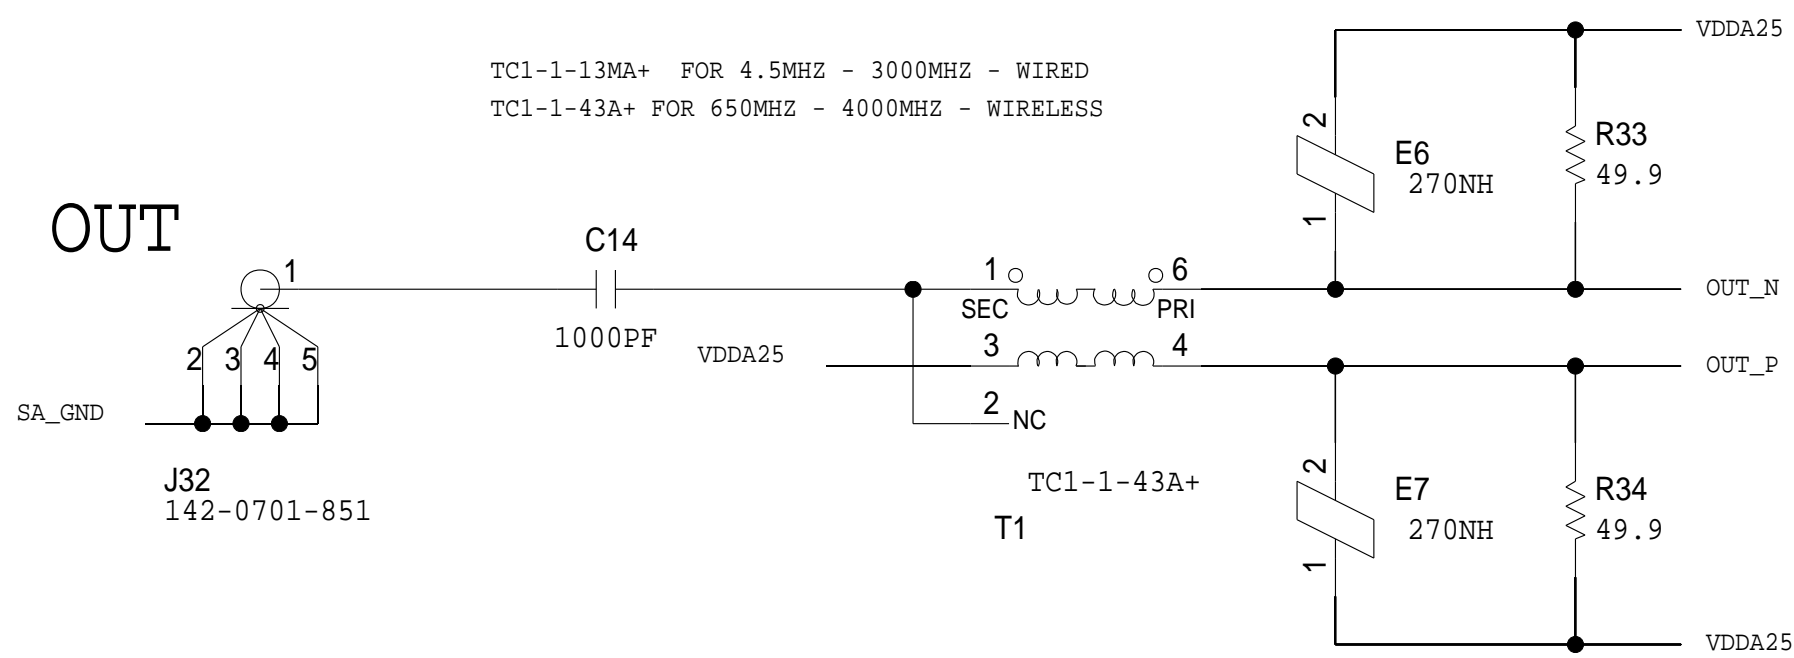 VDDA25
TC1-1-13MA+ FOR 4.5MHZ - 3000MHZ - WIRED
TC1-1-43A+ FOR 650MHZ - 4000MHZ - WIRELESS
2
E6
270NH
1
R33
49.9
OUT
1
C14
1000PF
1
SEC
6
PRI
OUT_N
VDDA25
3
4
OUT_P
2
NC
2
3
4
5
SA_GND
J32
142-0701-851
TC1-1-43A+
T1
2
E7
270NH
1
R34
49.9
VDDA25